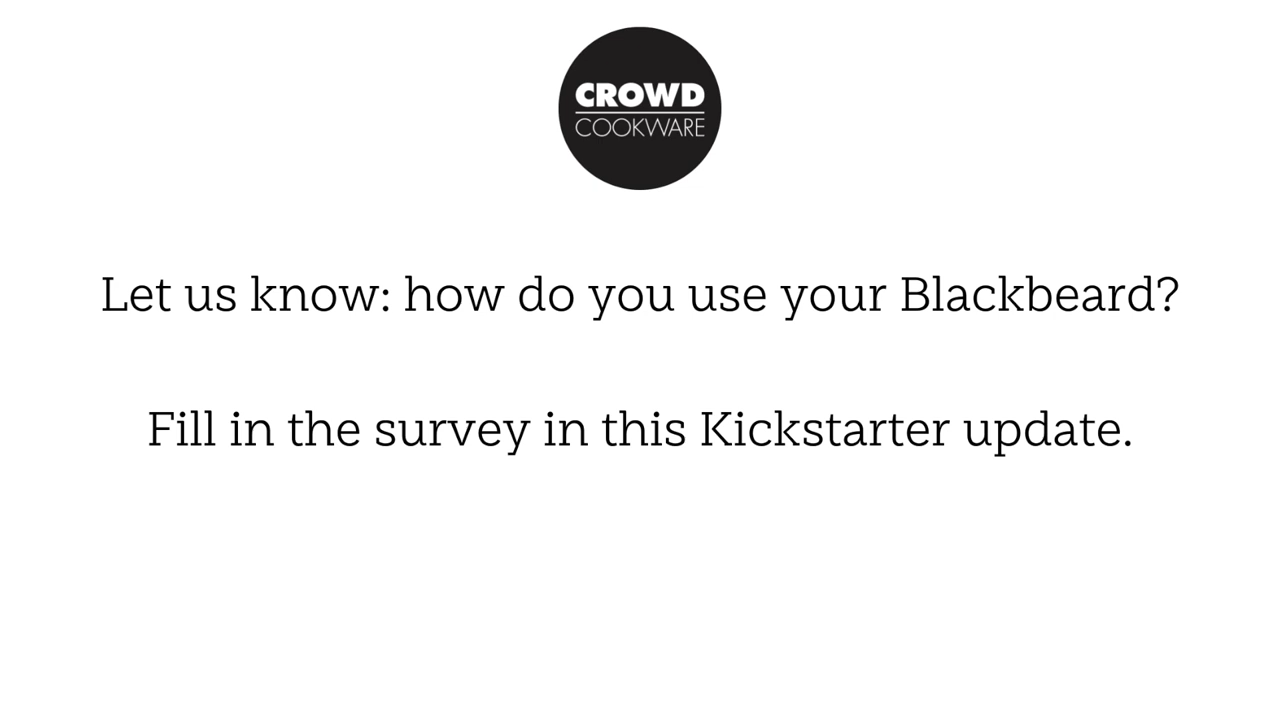 CROWD
COOKWARE
Let us know: how do you use your Blackbeard?
Fill in the survey in this Kickstarter update.